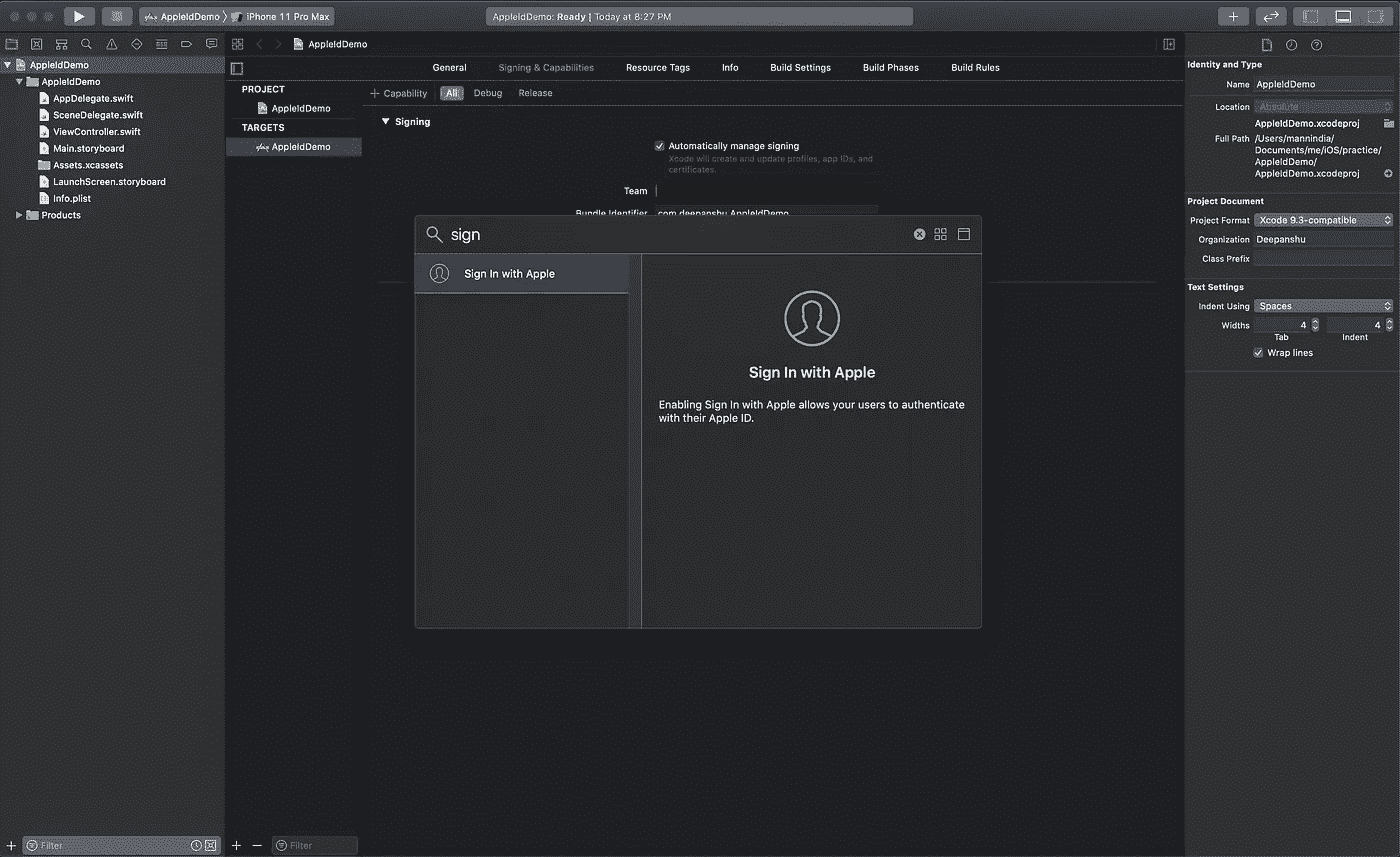 AppleIdDemo
iPhone 11 Pro Max
AppleIdDemo: Ready | Today at 8:27 PM
AppleIdDemo
AppleIdDemo
AppDelegate.swift
SceneDelegate.swift
ViewController.swift
Main.storyboard
Assets.xcassets
LaunchScreen.storyboard
Info.plist
Products
Filter
AppleIdDemo
General
Signing & Capabilities
Resource Tags
Info
Build Settings
Build Phases
Build Rules
PROJECT
AppleIdDemo
TARGETS
AppleIdDemo
Filter
+ Capability
All
Debug
Release
Signing
Automatically manage signing
Xcode will create and update profiles, app IDs, and
certificates.
Team
Bundle Identifier
com.deepanshu.AppleIdDemo
sign
Sign In with Apple
Sign In with Apple
Enabling Sign In with Apple allows your users to authenticate
with their Apple ID.
Identity and Type
Name AppleIdDemo
Location Absolute
AppleIdDemo.xcodeproj
Full Path /Users/mannindia/
Documents/me/iOS/practice/
AppleIdDemo/
AppleIdDemo.xcodeproj
Project Document
Project Format Xcode 9.3-compatible
Organization Deepanshu
Class Prefix
Text Settings
Indent Using Spaces
Widths 4 4
Tab Indent
Wrap lines